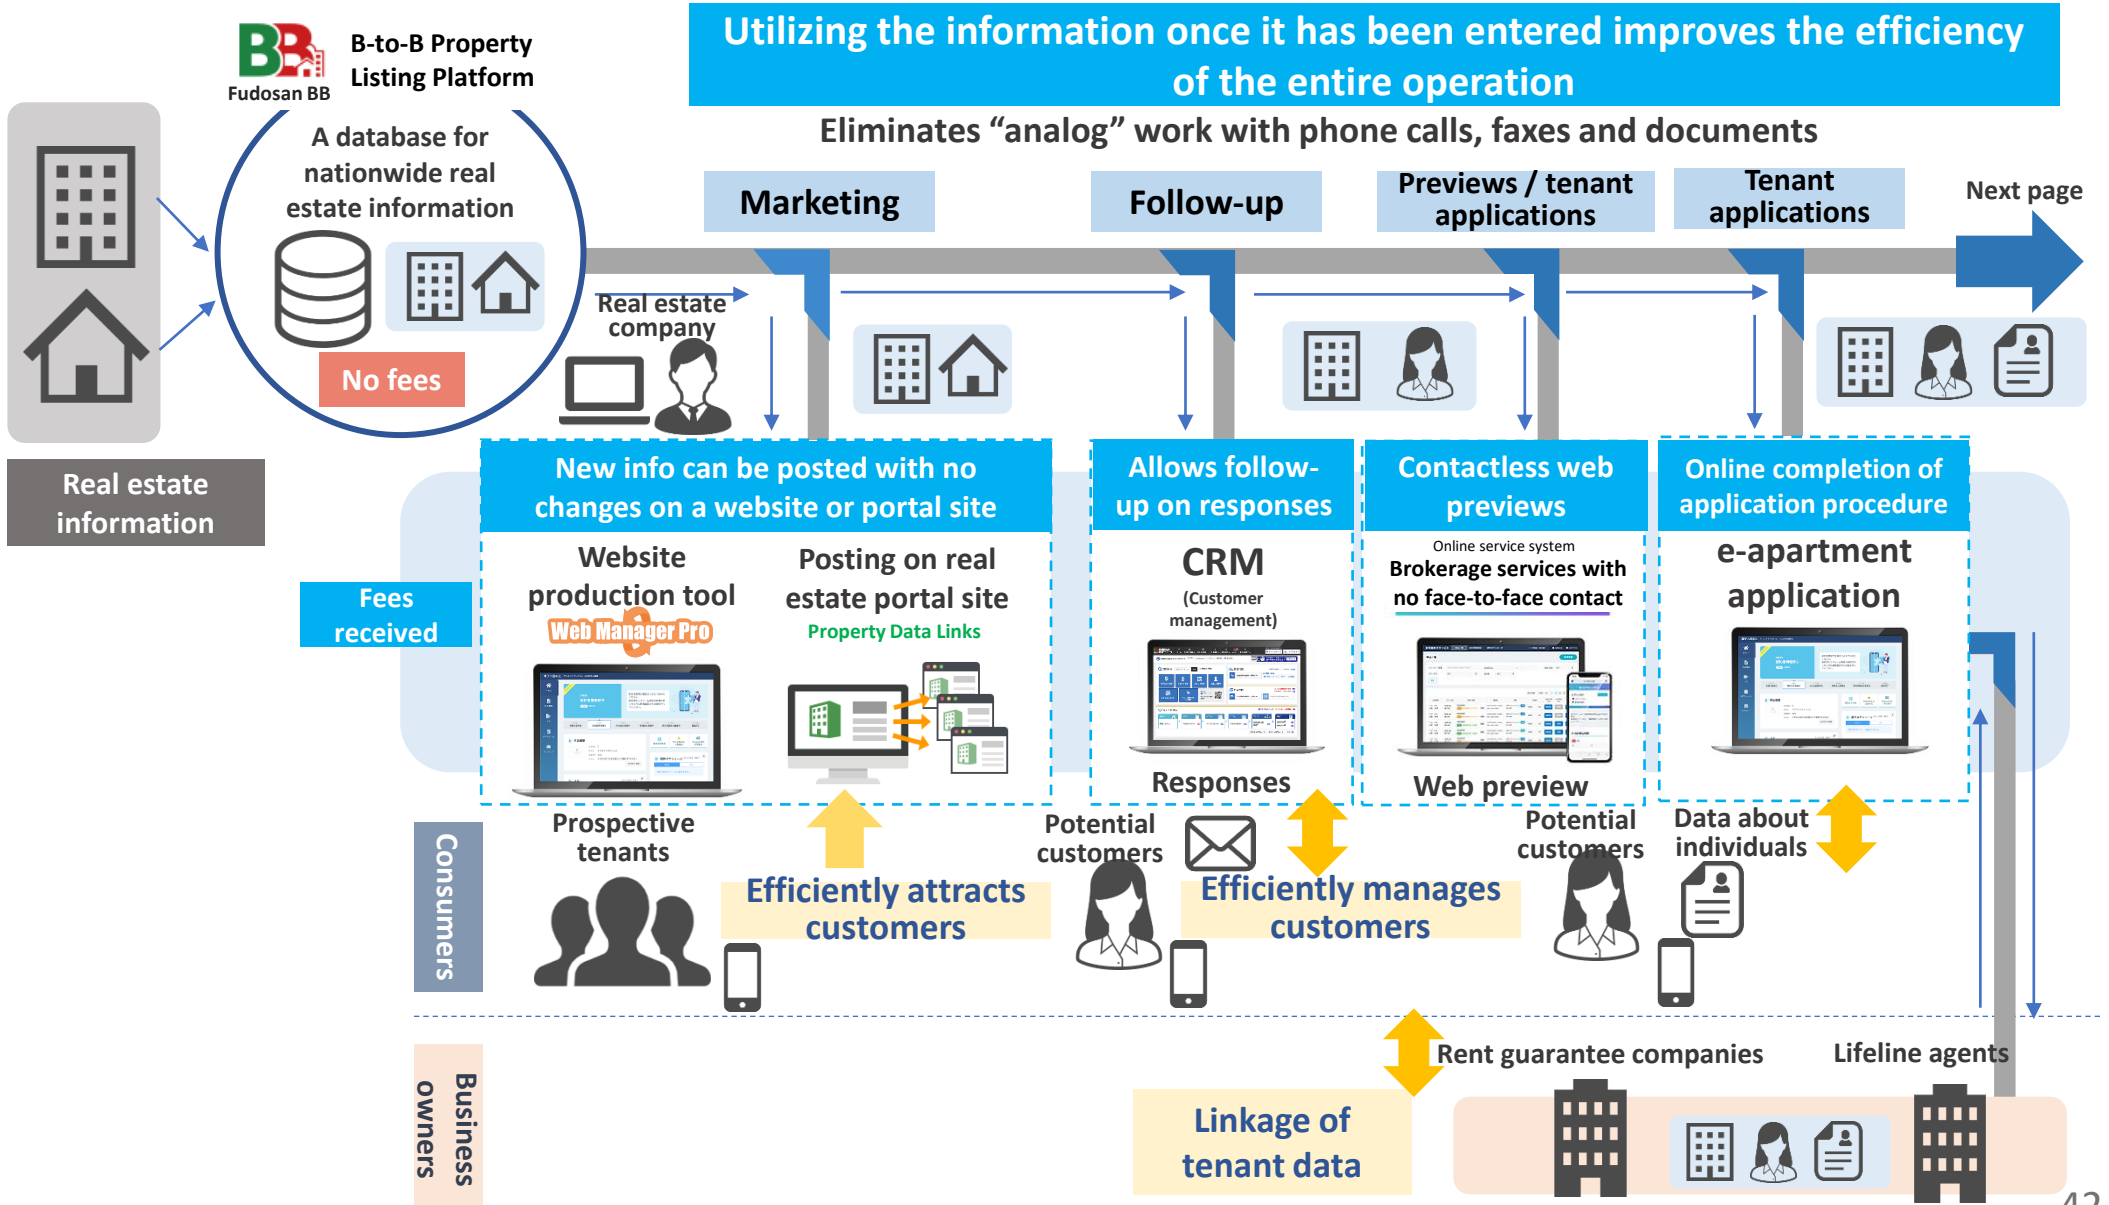 BB
Fudosan BB
B-to-B Property
Listing Platform
Utilizing the information once it has been entered improves the efficiency
of the entire operation
Eliminates “analog” work with phone calls, faxes and documents
A database for
nationwide real
estate information
No fees
Real estate
information
Marketing
Follow-up
Previews / tenant
applications
Tenant
applications
Next page
Real estate
company
New info can be posted with no
changes on a website or portal site
Allows follow-
up on responses
Contactless web
previews
Online completion of
application procedure
Fees
received
Website
production tool
Web Manager Pro
Posting on real
estate portal site
Property Data Links
CRM
(Customer
management)
Responses
Online service system
Brokerage services with
no face-to-face contact
Web preview
e-apartment
application
Consumers
Prospective
tenants
Efficiently attracts
customers
Potential
customers
Efficiently manages
customers
Potential
customers
Data about
individuals
Business
owners
Linkage of
tenant data
Rent guarantee companies
Lifeline agents
42